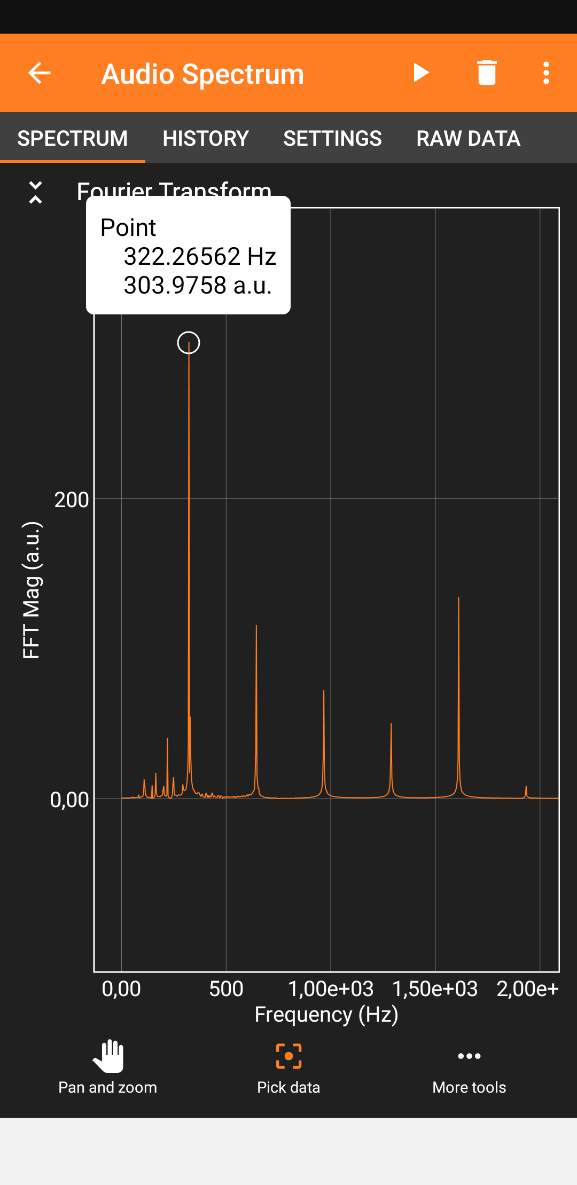 Audio Spectrum
SPECTRUM HISTORY SETTINGS RAW DATA
Fourier Transform
Point
322.26562 Hz
303.9758 a.u.
200
FFT Mag (a.u.)
0,00
0,00 500 1,00e+03 1,50e+03 2,00e+
Frequency (Hz)
Pan and zoom Pick data More tools